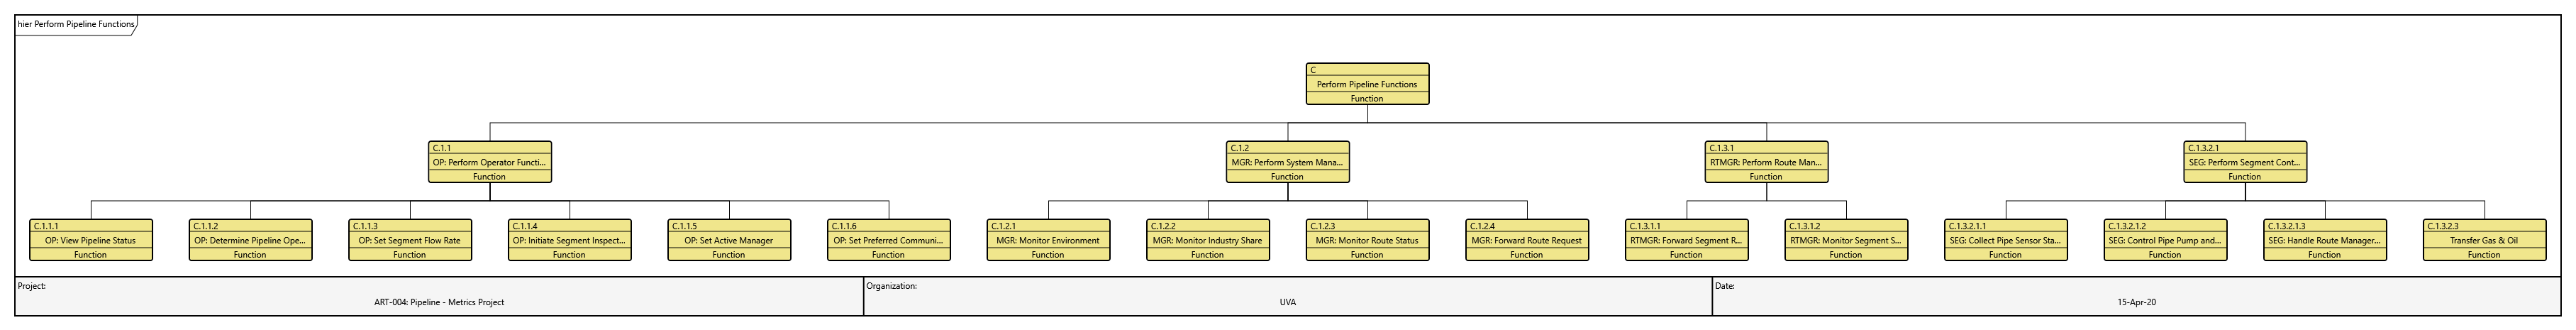 hier Perform Pipeline Functions
C
Perform Pipeline Functions
Function
C.1.1
OP: Perform Operator Functi...
Function
C.1.2
MGR: Perform System Mana...
Function
C.1.3.1
RTMGR: Perform Route Man...
Function
C.1.3.2.1
SEG: Perform Segment Cont...
Function
C.1.1.1
OP: View Pipeline Status
Function
C.1.1.2
OP: Determine Pipeline Ope...
Function
C.1.1.3
OP: Set Segment Flow Rate
Function
C.1.1.4
OP: Initiate Segment Inspect...
Function
C.1.1.5
OP: Set Active Manager
Function
C.1.1.6
OP: Set Preferred Communi...
Function
C.1.2.1
MGR: Monitor Environment
Function
C.1.2.2
MGR: Monitor Industry Share
Function
C.1.2.3
MGR: Monitor Route Status
Function
C.1.2.4
MGR: Forward Route Request
Function
C.1.3.1.1
RTMGR: Forward Segment R...
Function
C.1.3.1.2
RTMGR: Monitor Segment S...
Function
C.1.3.2.1.1
SEG: Collect Pipe Sensor Sta...
Function
C.1.3.2.1.2
SEG: Control Pipe Pump and...
Function
C.1.3.2.1.3
SEG: Handle Route Manager...
Function
C.1.3.2.3
Transfer Gas & Oil
Function
Project:
ART-004: Pipeline - Metrics Project
Organization:
UVA
Date:
15-Apr-20